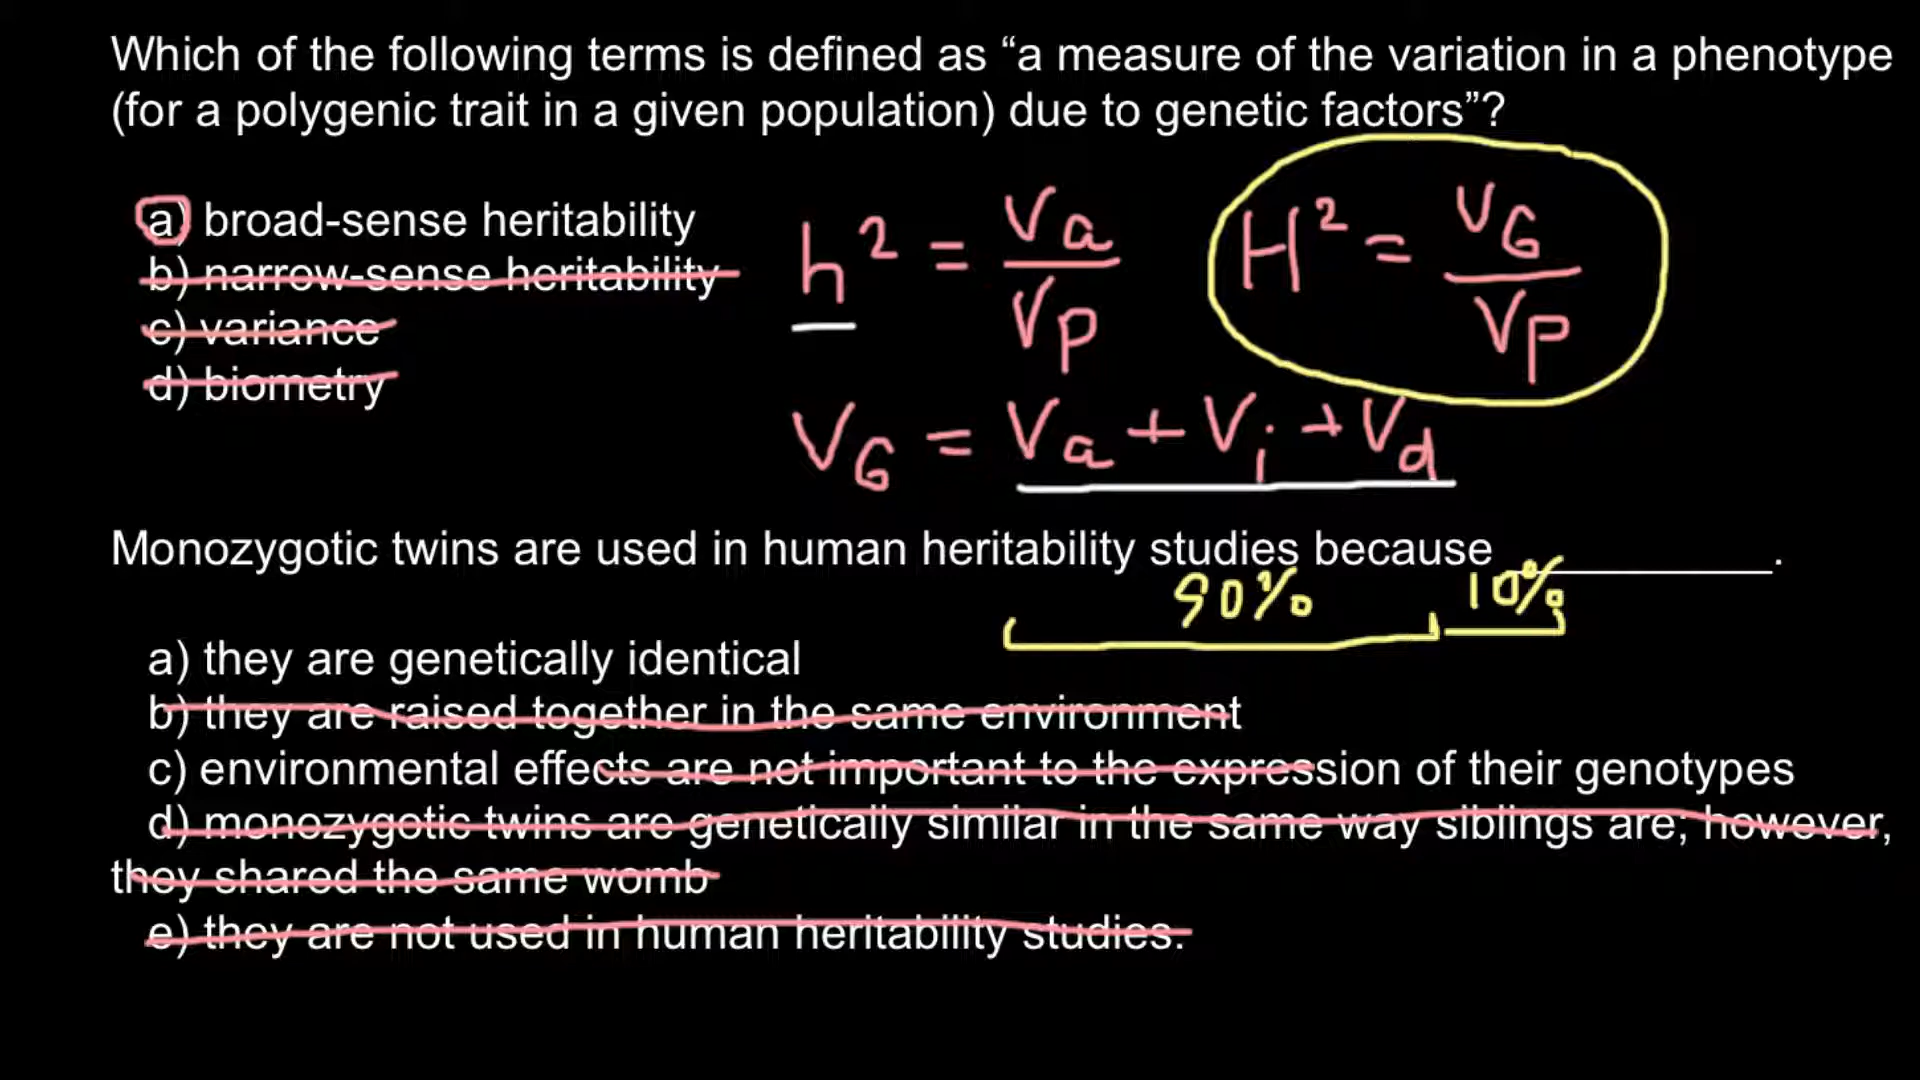 Which of the following terms is defined as “a measure of the variation in a phenotype
(for a polygenic trait in a given population) due to genetic factors”?
a) broad-sense heritability
b) narrow-sense heritability
c) variance
d) biometry
h² = Va / VP
H² = VG / VP
VG = Va + Vi + Vd
Monozygotic twins are used in human heritability studies because __________.
90% 10%
a) they are genetically identical
b) they are raised together in the same environment
c) environmental effects are not important to the expression of their genotypes
d) monozygotic twins are genetically similar in the same way siblings are; however,
they shared the same womb
e) they are not used in human heritability studies.